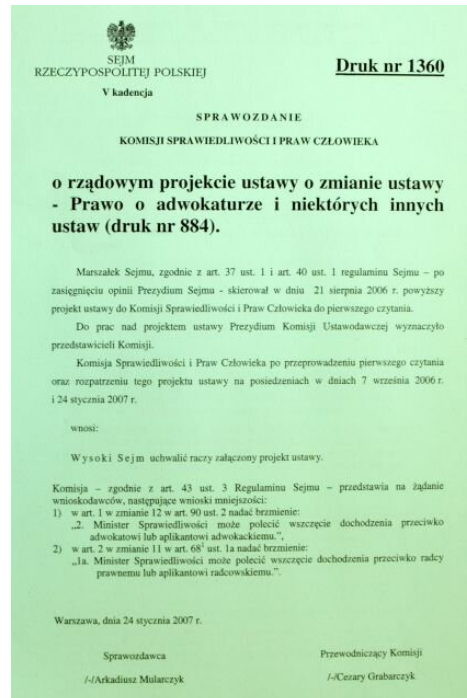 SEJM
RZECZYPOSPOLITEJ POLSKIEJ
V kadencja
Druk nr 1360
SPRAWOZDANIE
KOMISJI SPRAWIEDLIWOŚCI I PRAW CZŁOWIEKA
o rządowym projekcie ustawy o zmianie ustawy
- Prawo o adwokaturze i niektórych innych
ustaw (druk nr 884).
Marszałek Sejmu, zgodnie z art. 37 ust. 1 i art. 40 ust. 1 regulaminu Sejmu – po
zasięgnięciu opinii Prezydium Sejmu - skierował w dniu 21 sierpnia 2006 r. powyższy
projekt ustawy do Komisji Sprawiedliwości i Praw Człowieka do pierwszego czytania.
Do prac nad projektem ustawy Prezydium Komisji Ustawodawczej wyznaczyło
przedstawicieli Komisji.
Komisja Sprawiedliwości i Praw Człowieka po przeprowadzeniu pierwszego czytania
oraz rozpatrzeniu tego projektu ustawy na posiedzeniach w dniach 7 września 2006 r.
i 24 stycznia 2007 r.
wnosi:
Wysoki Sejm uchwalić raczy załączony projekt ustawy.
Komisja – zgodnie z art. 43 ust. 3 Regulaminu Sejmu – przedstawia na żądanie
wnioskodawców, następujące wnioski mniejszości:
1) w art. 1 w zmianie 12 w art. 90 ust. 2 nadać brzmienie:
„2. Minister Sprawiedliwości może polecić wszczęcie dochodzenia przeciwko
adwokatowi lub aplikantowi adwokackiemu.”,
2) w art. 2 w zmianie 11 w art. 68¹ ust. 1a nadać brzmienie:
„1a. Minister Sprawiedliwości może polecić wszczęcie dochodzenia przeciwko radcy
prawnemu lub aplikantowi radcowskiemu.”.
Warszawa, dnia 24 stycznia 2007 r.
Sprawozdawca
Przewodniczący Komisji
/-/Arkadiusz Mularczyk
/-/Cezary Grabarczyk